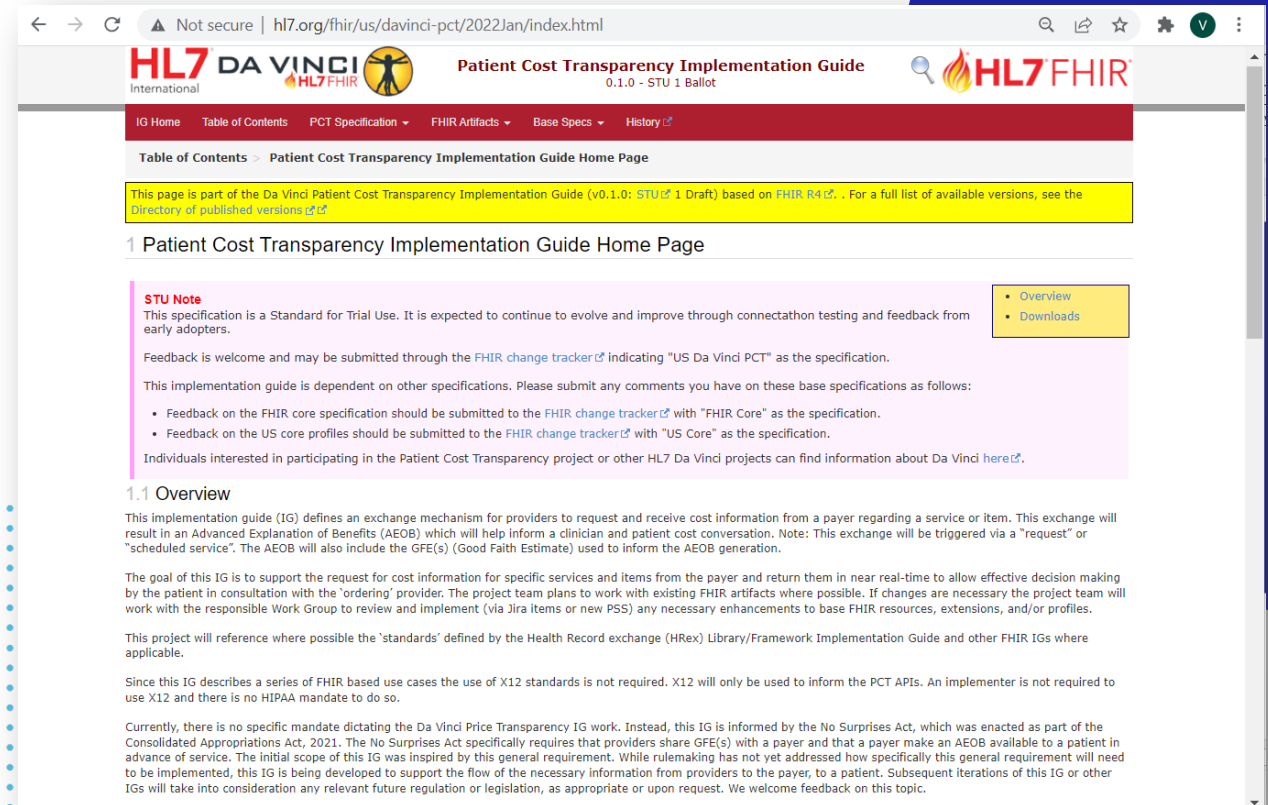 Not secure | hl7.org/fhir/us/davinci-pct/2022Jan/index.html
V
HL7 International
DA VINCI
HL7 FHIR
Patient Cost Transparency Implementation Guide
0.1.0 - STU 1 Ballot
HL7 FHIR
IG Home Table of Contents PCT Specification FHIR Artifacts Base Specs History
Table of Contents > Patient Cost Transparency Implementation Guide Home Page
This page is part of the Da Vinci Patient Cost Transparency Implementation Guide (v0.1.0: STU 1 Draft) based on FHIR R4. . For a full list of available versions, see the
Directory of published versions
1 Patient Cost Transparency Implementation Guide Home Page
STU Note
This specification is a Standard for Trial Use. It is expected to continue to evolve and improve through connectathon testing and feedback from
early adopters.
Feedback is welcome and may be submitted through the FHIR change tracker indicating "US Da Vinci PCT" as the specification.
This implementation guide is dependent on other specifications. Please submit any comments you have on these base specifications as follows:
• Feedback on the FHIR core specification should be submitted to the FHIR change tracker with "FHIR Core" as the specification.
• Feedback on the US core profiles should be submitted to the FHIR change tracker with "US Core" as the specification.
Individuals interested in participating in the Patient Cost Transparency project or other HL7 Da Vinci projects can find information about Da Vinci here.
• Overview
• Downloads
1.1 Overview
This implementation guide (IG) defines an exchange mechanism for providers to request and receive cost information from a payer regarding a service or item. This exchange will
result in an Advanced Explanation of Benefits (AEOB) which will help inform a clinician and patient cost conversation. Note: This exchange will be triggered via a “request” or
“scheduled service”. The AEOB will also include the GFE(s) (Good Faith Estimate) used to inform the AEOB generation.
The goal of this IG is to support the request for cost information for specific services and items from the payer and return them in near real-time to allow effective decision making
by the patient in consultation with the ‘ordering’ provider. The project team plans to work with existing FHIR artifacts where possible. If changes are necessary the project team will
work with the responsible Work Group to review and implement (via Jira items or new PSS) any necessary enhancements to base FHIR resources, extensions, and/or profiles.
This project will reference where possible the ‘standards’ defined by the Health Record exchange (HRex) Library/Framework Implementation Guide and other FHIR IGs where
applicable.
Since this IG describes a series of FHIR based use cases the use of X12 standards is not required. X12 will only be used to inform the PCT APIs. An implementer is not required to
use X12 and there is no HIPAA mandate to do so.
Currently, there is no specific mandate dictating the Da Vinci Price Transparency IG work. Instead, this IG is informed by the No Surprises Act, which was enacted as part of the
Consolidated Appropriations Act, 2021. The No Surprises Act specifically requires that providers share GFE(s) with a payer and that a payer make an AEOB available to a patient in
advance of service. The initial scope of this IG was inspired by this general requirement. While rulemaking has not yet addressed how specifically this general requirement will need
to be implemented, this IG is being developed to support the flow of the necessary information from providers to the payer, to a patient. Subsequent iterations of this IG or other
IGs will take into consideration any relevant future regulation or legislation, as appropriate or upon request. We welcome feedback on this topic.